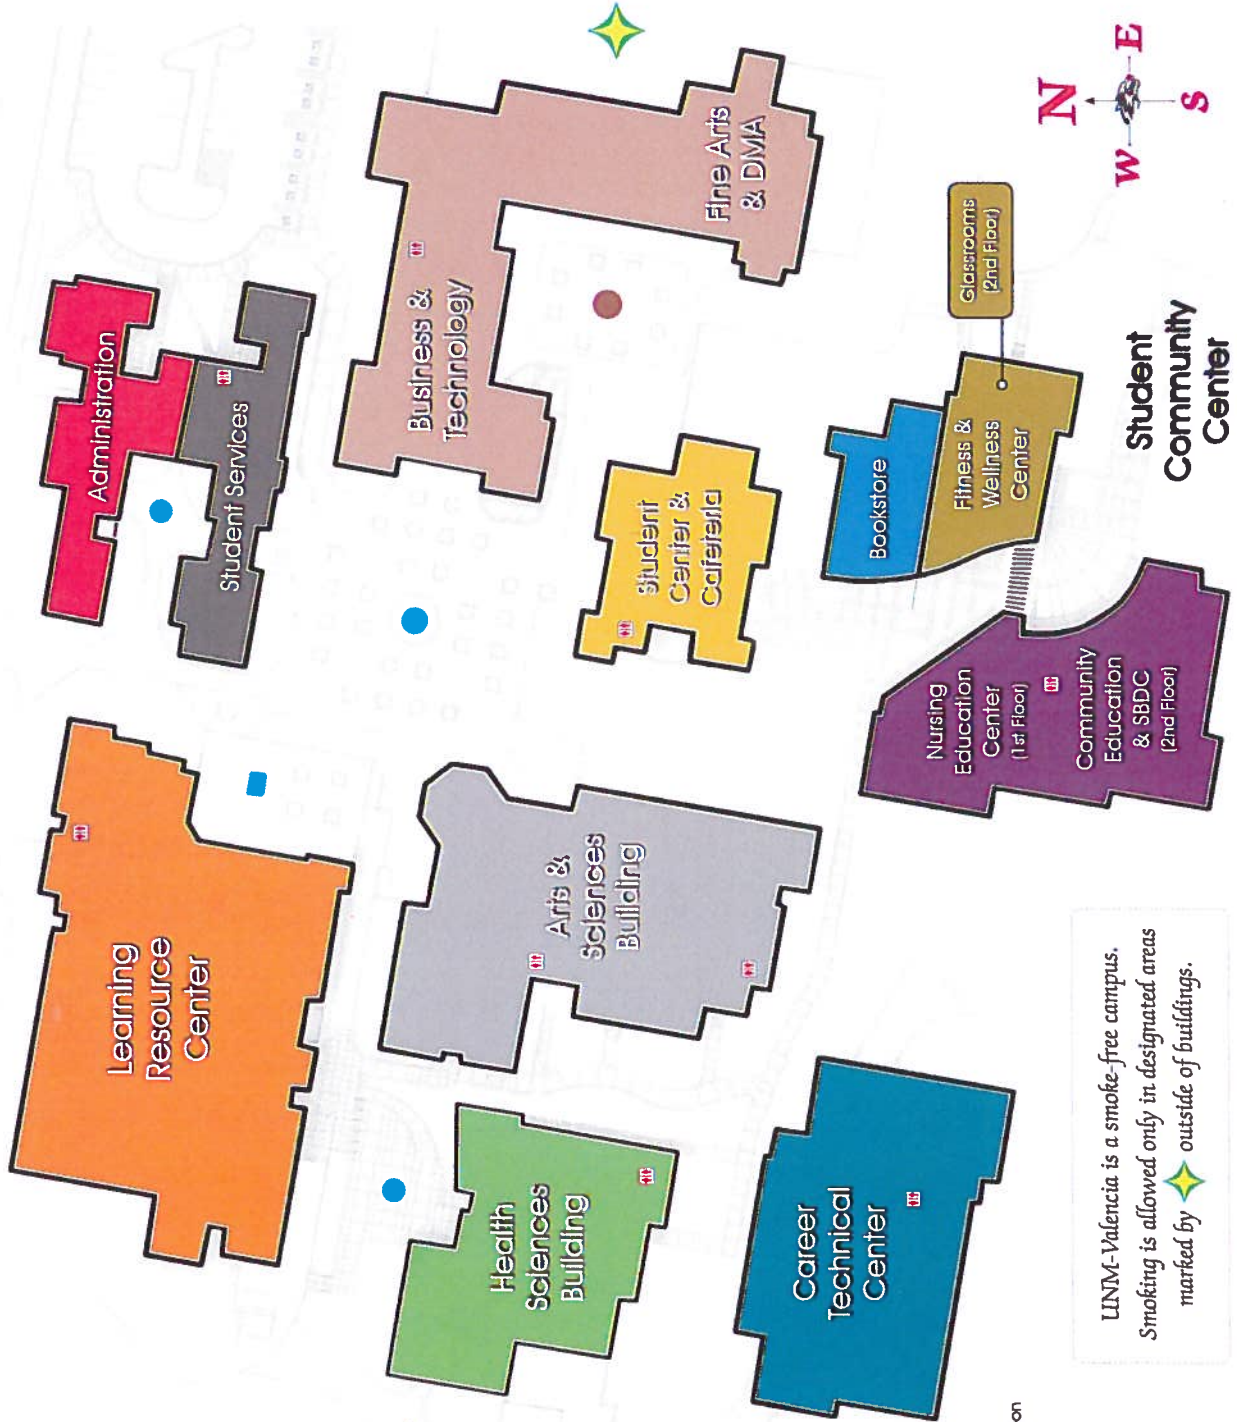 Learning
Resource
Center
Administration
Student Services
Health
Sciences
Building
Arts &
Sciences
Building
Business &
Technology
Student
Center &
Cafeteria
Fine Arts
& DMA
Career
Technical
Center
Nursing
Education
Center
(1st Floor)
Community
Education
& SBDC
(2nd Floor)
Bookstore
Fitness &
Wellness
Center
Classrooms
(2nd Floor)
Student
Community
Center
N
W
E
S
on
UNM-Valencia is a smoke-free campus.
Smoking is allowed only in designated areas
marked by outside of buildings.